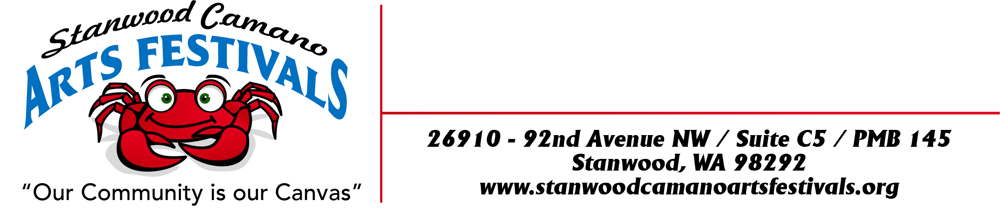 Stanwood Camano
ARTS FESTIVALS
“Our Community is our Canvas”
26910 - 92nd Avenue NW / Suite C5 / PMB 145
Stanwood, WA 98292
www.stanwoodcamanoartsfestivals.org